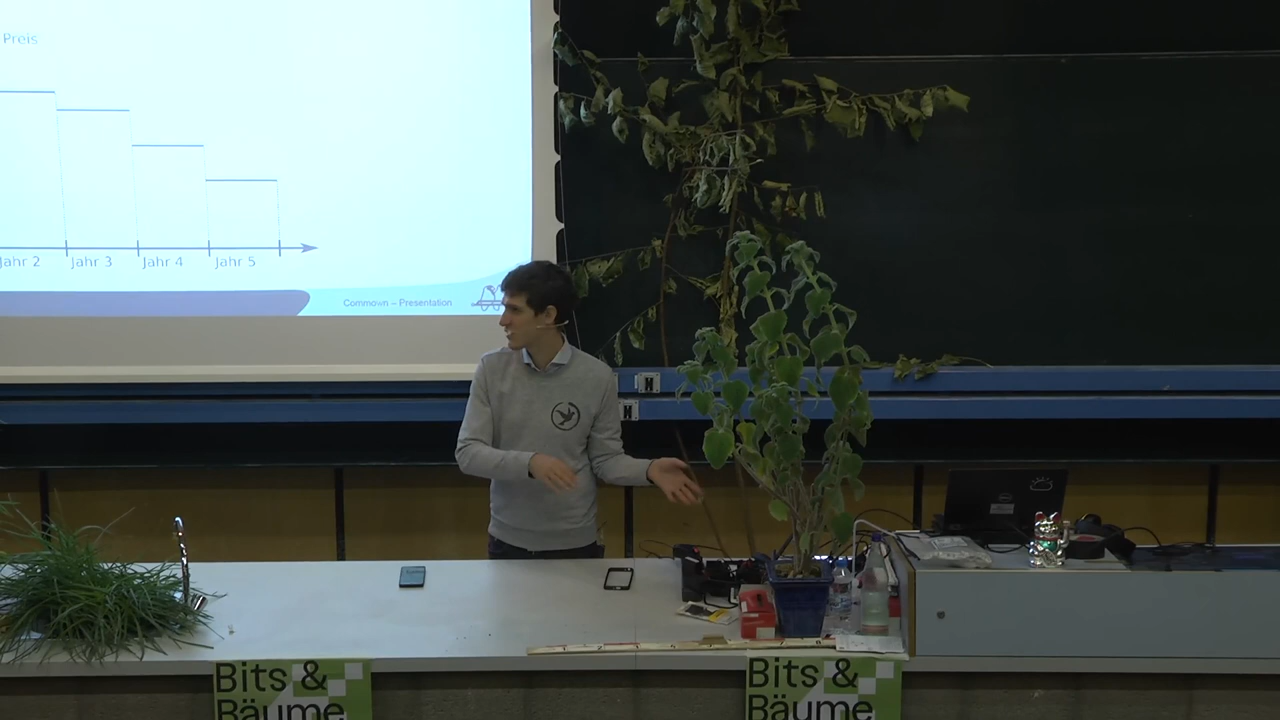 Preis
Jahr 2
Jahr 3
Jahr 4
Jahr 5
Commown – Presentation
Bits &
Bäume
Bits &
Bäume